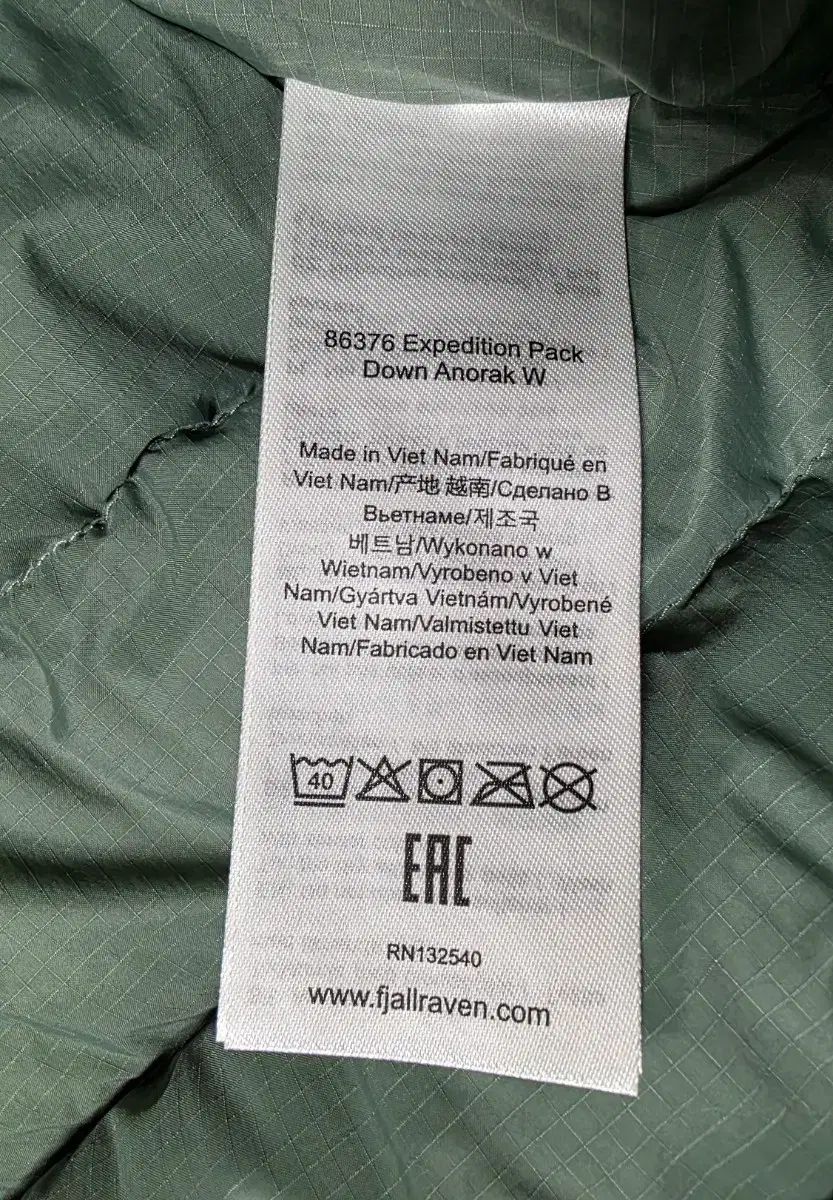 86376 Expedition Pack
Down Anorak W
Made in Viet Nam/Fabriqué en
Viet Nam/产地 越南/Сделано В
Вьетнаме/제조국
베트남/Wykonano w
Wietnam/Vyrobeno v Viet
Nam/Gyártva Vietnám/Vyrobené
Viet Nam/Valmistettu Viet
Nam/Fabricado en Viet Nam
40
EAC
RN132540
www.fjallraven.com